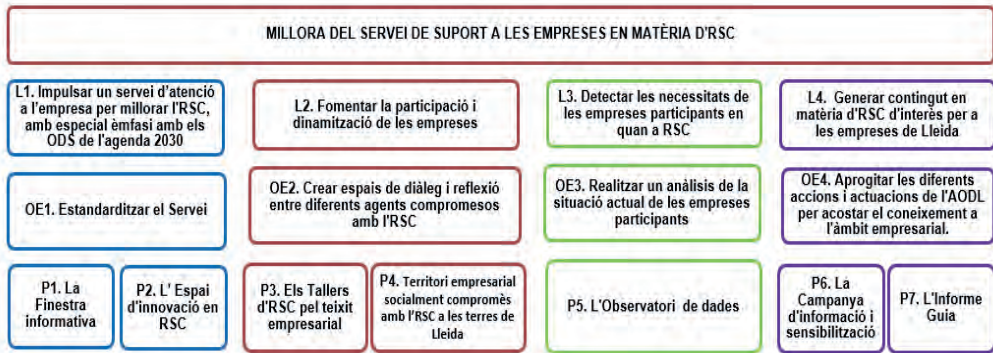 MILLORA DEL SERVEI DE SUPORT A LES EMPRESES EN MATÈRIA D'RSC
L1. Impulsar un servei d'atenció
a l'empresa per millorar l'RSC,
amb especial èmfasi amb els
ODS de l'agenda 2030
L2. Fomentar la participació i
dinamització de les empreses
L3. Detectar les necessitats de
les empreses participants en
quan a RSC
L4. Generar contingut en
matèria d'RSC d'interès per a
les empreses de Lleida
OE1. Estandarditzar el Servei
OE2. Crear espais de diàleg i reflexió
entre diferents agents compromesos
amb l'RSC
OE3. Realitzar un anàlisis de la
situació actual de les empreses
participants
OE4. Aprogitar les diferents
accions i actuacions de l'AODL
per acostar el coneixement a
l'àmbit empresarial.
P1. La
Finestra
informativa
P2. L' Espai
d'innovació en
RSC
P3. Els Tallers
d'RSC pel teixit
empresarial
P4. Territori empresarial
socialment compromès
amb l'RSC a les terres de
Lleida
P5. L'Observatori de dades
P6. La
Campanya
d'informació i
sensibilització
P7. L'Informe
Guia